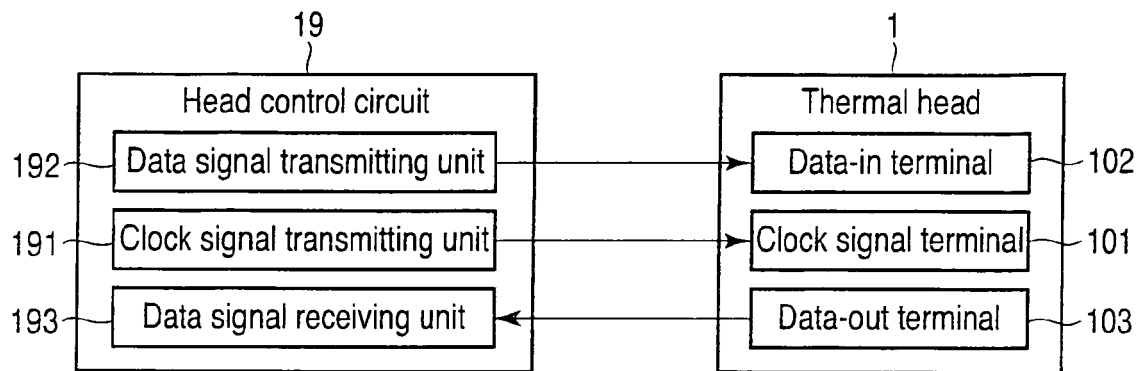 19
1
Head control circuit
Thermal head
192
Data signal transmitting unit
Data-in terminal
102
191
Clock signal transmitting unit
Clock signal terminal
101
193
Data signal receiving unit
Data-out terminal
103